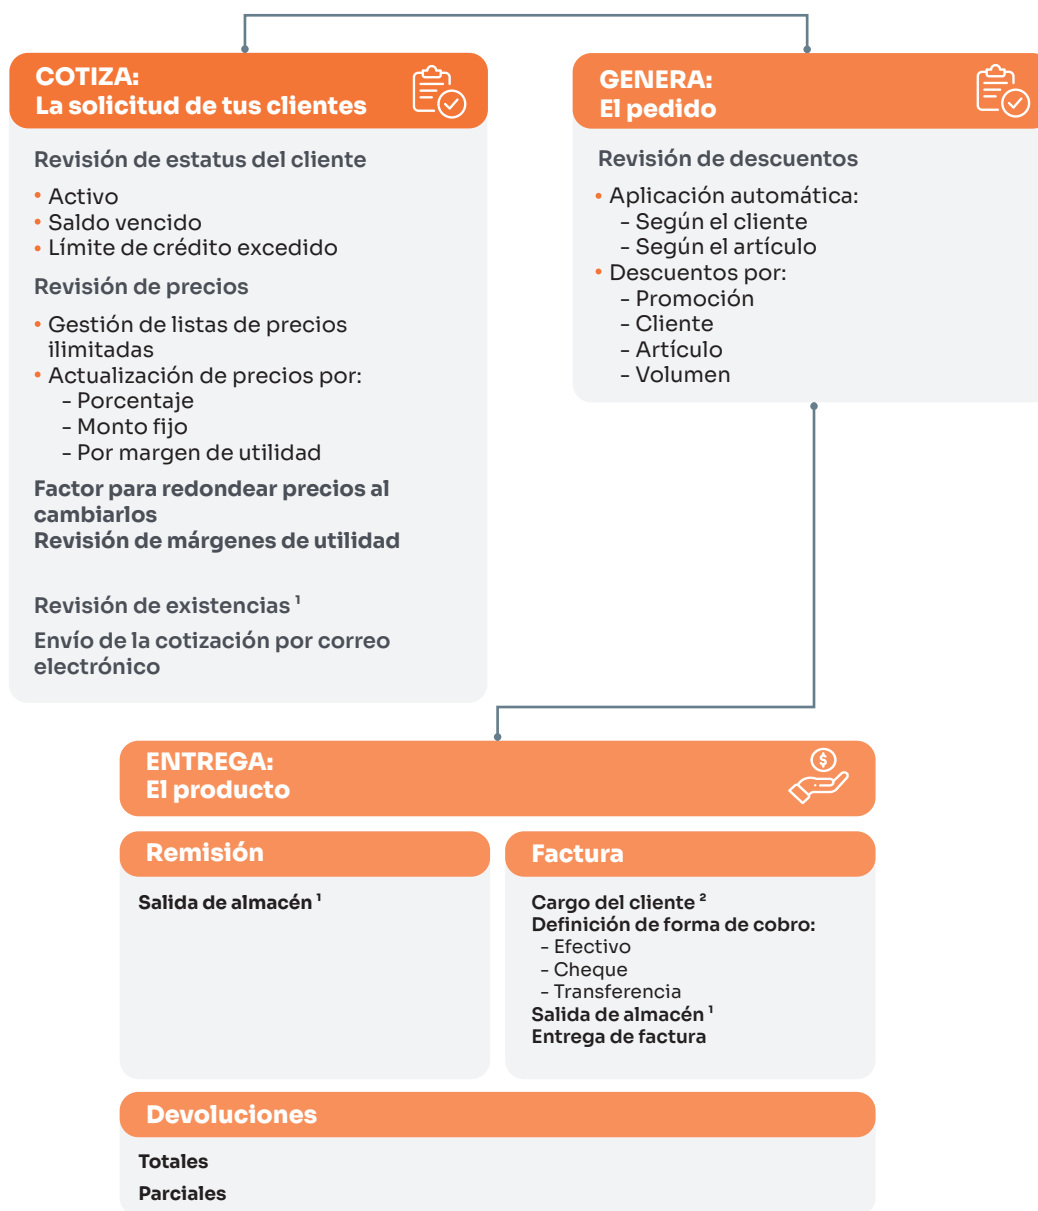 COTIZA:
La solicitud de tus clientes
Revisión de estatus del cliente
• Activo
• Saldo vencido
• Límite de crédito excedido
Revisión de precios
• Gestión de listas de precios
ilimitadas
• Actualización de precios por:
- Porcentaje
- Monto fijo
- Por margen de utilidad
Factor para redondear precios al
cambiarlos
Revisión de márgenes de utilidad
Revisión de existencias ¹
Envío de la cotización por correo
electrónico
GENERA:
El pedido
Revisión de descuentos
• Aplicación automática:
- Según el cliente
- Según el artículo
• Descuentos por:
- Promoción
- Cliente
- Artículo
- Volumen
ENTREGA:
El producto
$
Remisión
Salida de almacén ¹
Factura
Cargo del cliente ²
Definición de forma de cobro:
- Efectivo
- Cheque
- Transferencia
Salida de almacén ¹
Entrega de factura
Devoluciones
Totales
Parciales